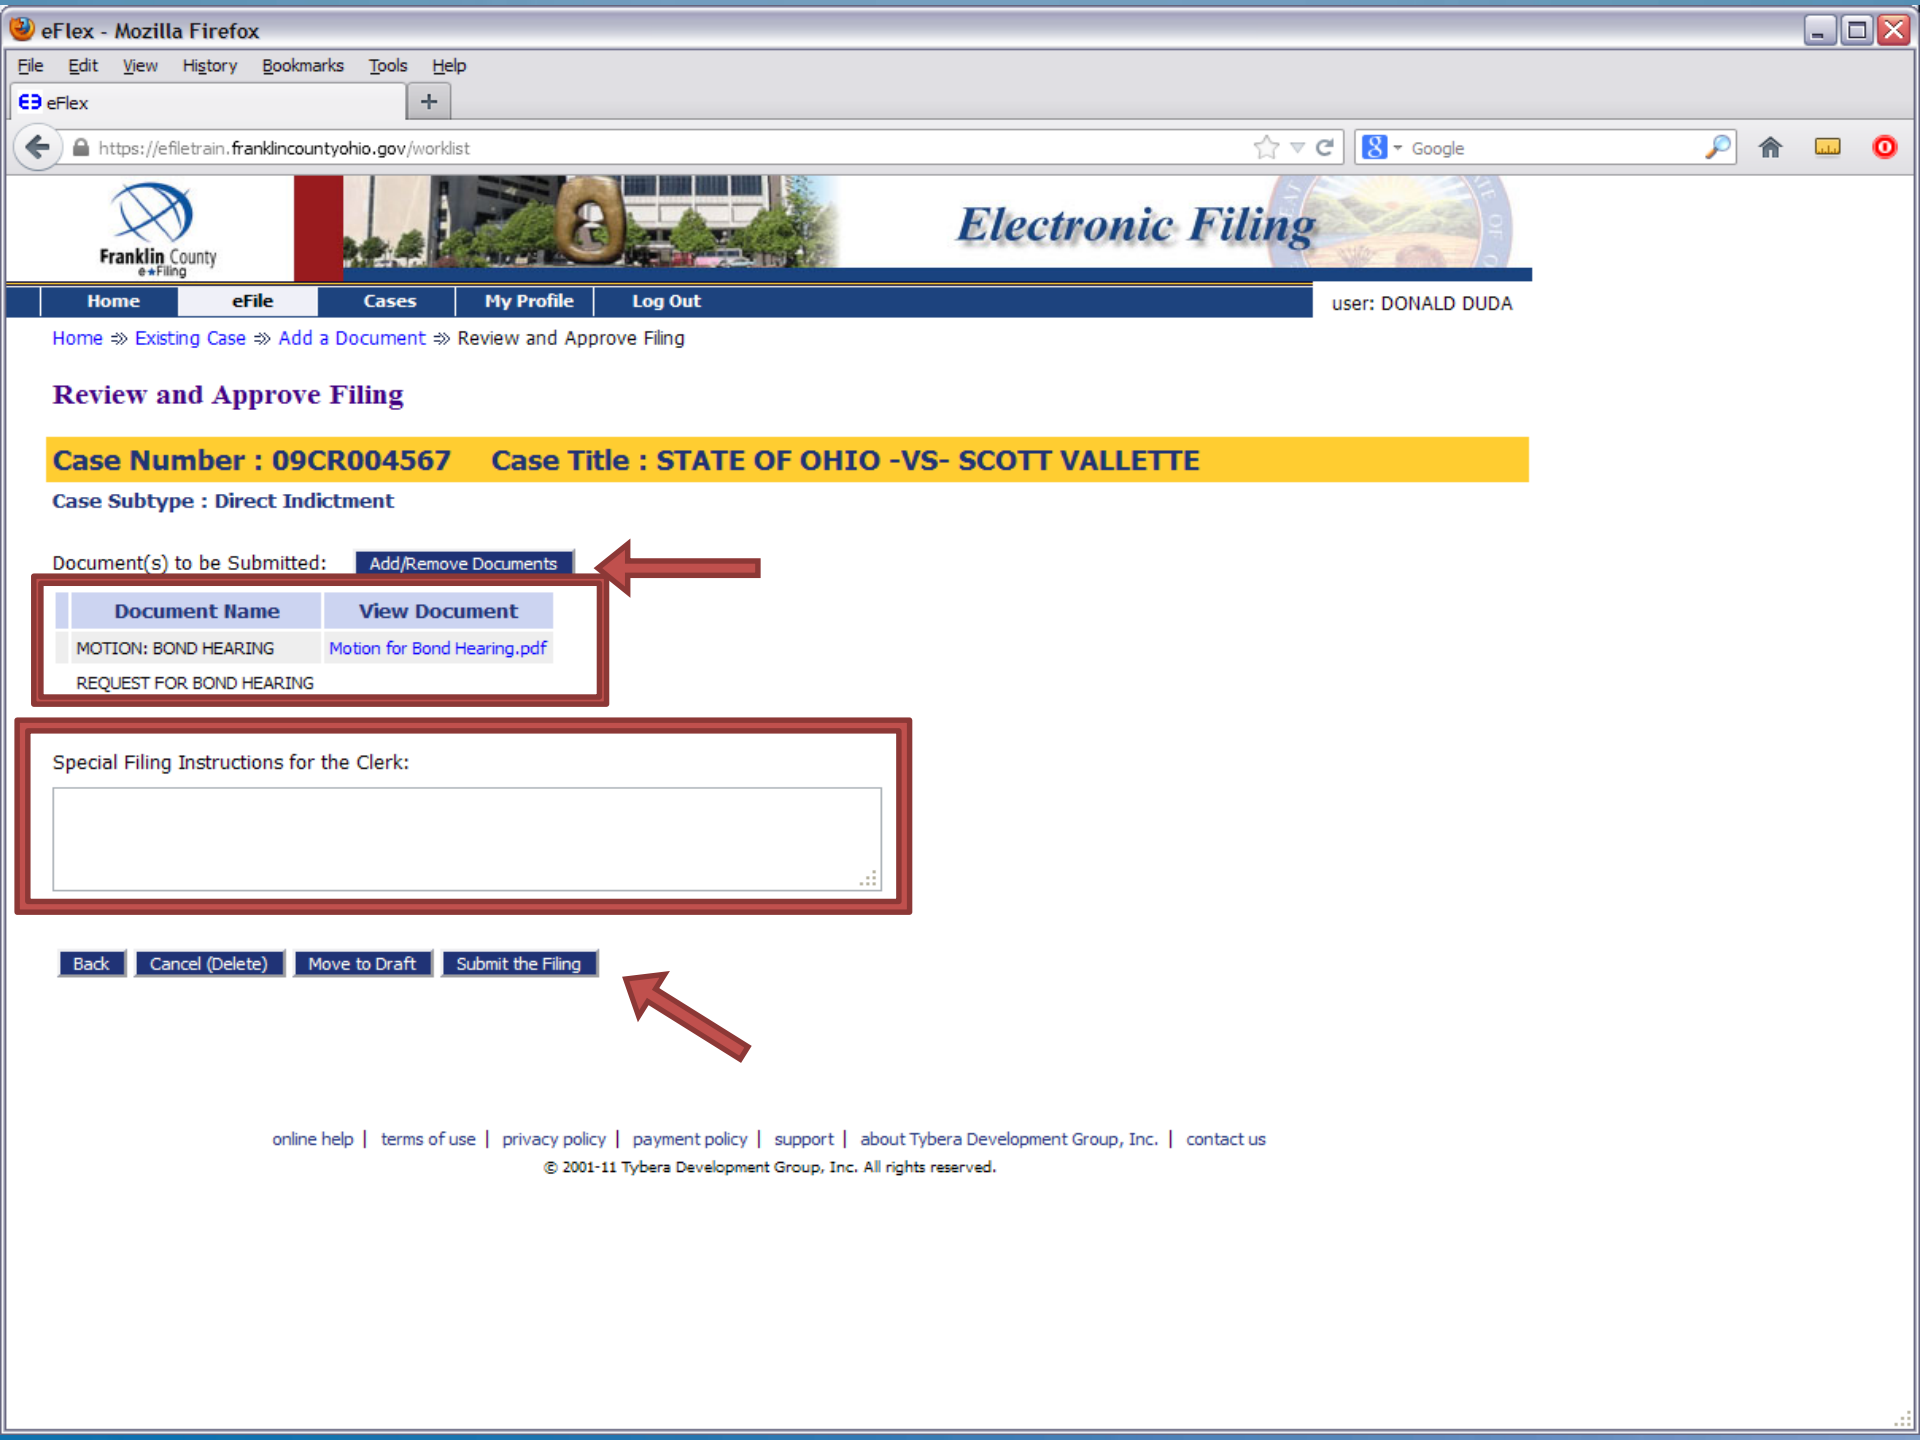 eFlex - Mozilla Firefox
File Edit View History Bookmarks Tools Help
eFlex +
https://efiletrain.franklincountyohio.gov/worklist Google
Franklin County
e★Filing
Electronic Filing
Home eFile Cases My Profile Log Out user: DONALD DUDA
Home ⇒ Existing Case ⇒ Add a Document ⇒ Review and Approve Filing
Review and Approve Filing
Case Number : 09CR004567 Case Title : STATE OF OHIO -VS- SCOTT VALLETTE
Case Subtype : Direct Indictment
Document(s) to be Submitted: Add/Remove Documents
Document Name View Document
MOTION: BOND HEARING Motion for Bond Hearing.pdf
REQUEST FOR BOND HEARING
Special Filing Instructions for the Clerk:
Back Cancel (Delete) Move to Draft Submit the Filing
online help | terms of use | privacy policy | payment policy | support | about Tybera Development Group, Inc. | contact us
© 2001-11 Tybera Development Group, Inc. All rights reserved.